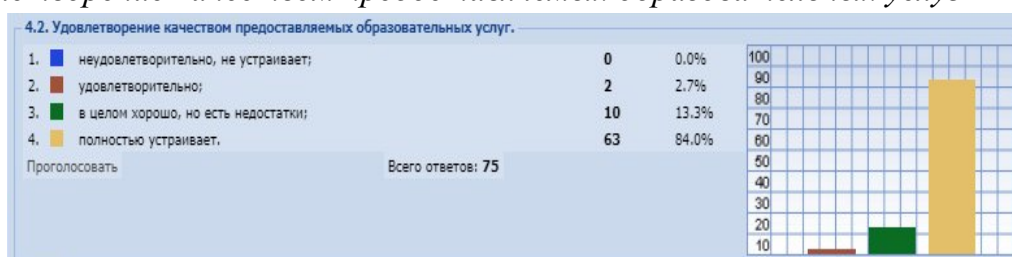 4.2. Удовлетворение качеством предоставляемых образовательных услуг.
1. неудовлетворительно, не устраивает; 0 0.0%
2. удовлетворительно; 2 2.7%
3. в целом хорошо, но есть недостатки; 10 13.3%
4. полностью устраивает. 63 84.0%
Проголосовать Всего ответов: 75
100
90
80
70
60
50
40
30
20
10